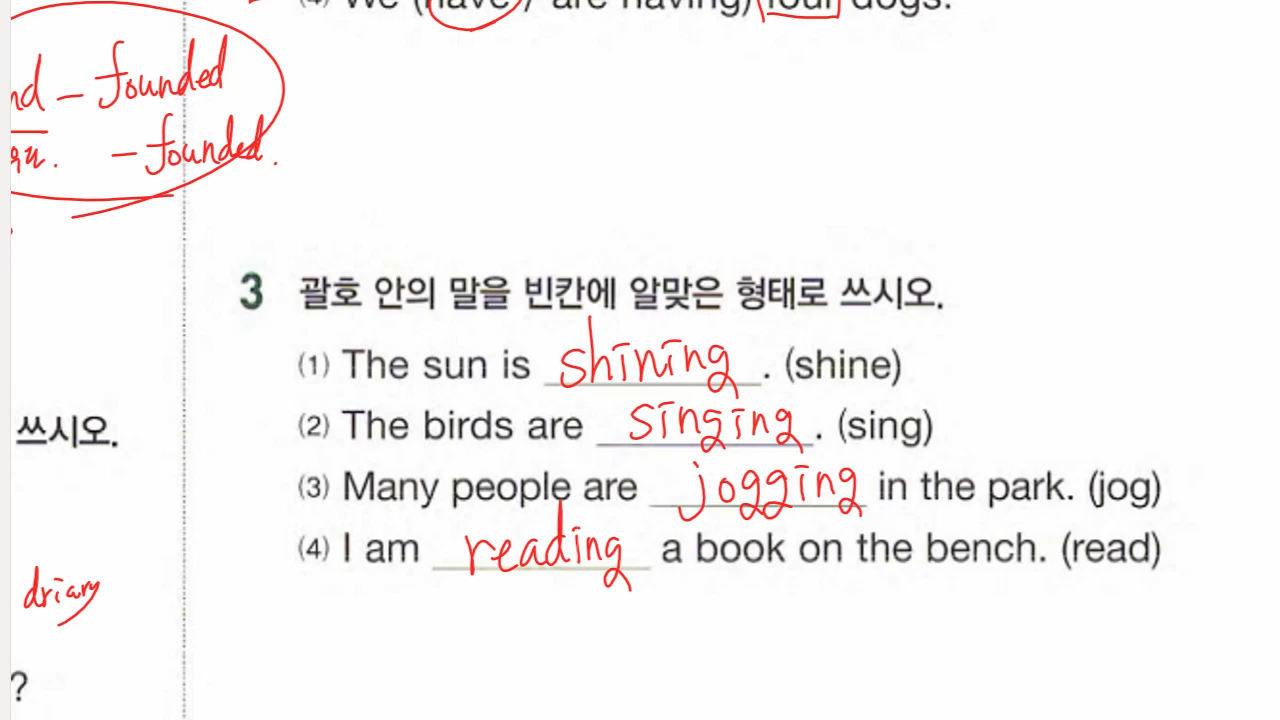 (4) We (have / are having) four dogs.
nd – founded
– founded.
3 괄호 안의 말을 빈칸에 알맞은 형태로 쓰시오.
(1) The sun is shining . (shine)
(2) The birds are singing . (sing)
쓰시오.
(3) Many people are jogging in the park. (jog)
(4) I am reading a book on the bench. (read)
driary
?